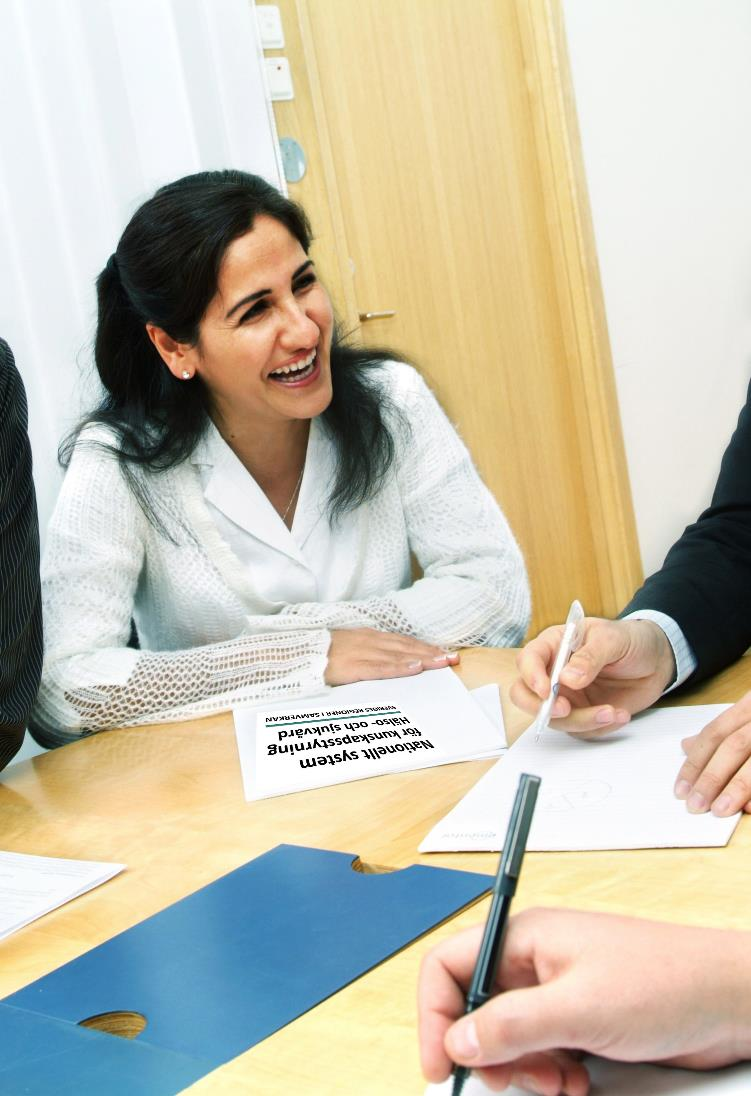 Nationellt system
för kunskapsstyrning
Hälso- och sjukvård
SVERIGES REGIONER I SAMVERKAN